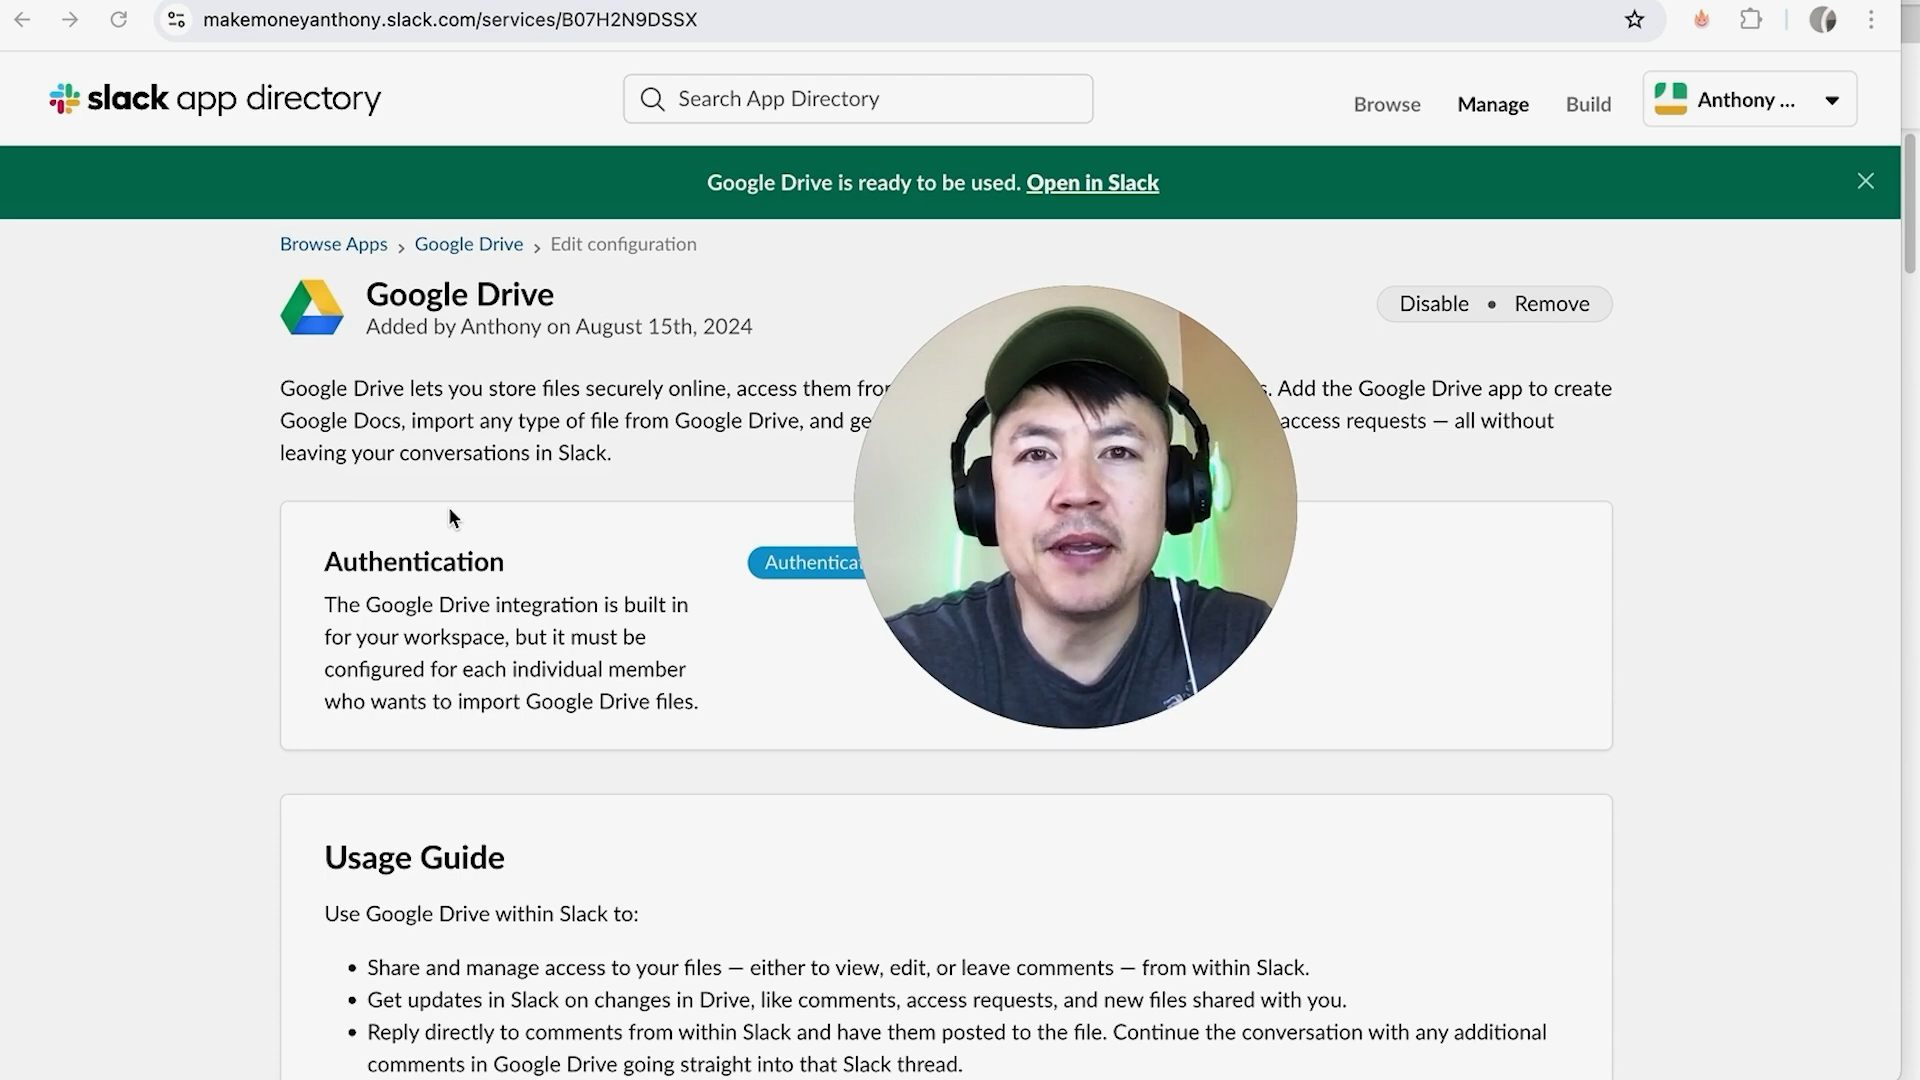 makemoneyanthony.slack.com/services/B07H2N9DSSX
slack app directory
Search App Directory
Browse
Manage
Build
Anthony ...
Google Drive is ready to be used. Open in Slack
Browse Apps › Google Drive › Edit configuration
Google Drive
Added by Anthony on August 15th, 2024
Disable • Remove
Google Drive lets you store files securely online, access them . Add the Google Drive app to create
Google Docs, import any type of file from Google Drive, and access requests — all without
leaving your conversations in Slack.
Authentication
The Google Drive integration is built in
for your workspace, but it must be
configured for each individual member
who wants to import Google Drive files.
Usage Guide
Use Google Drive within Slack to:
• Share and manage access to your files — either to view, edit, or leave comments — from within Slack.
• Get updates in Slack on changes in Drive, like comments, access requests, and new files shared with you.
• Reply directly to comments from within Slack and have them posted to the file. Continue the conversation with any additional
comments in Google Drive going straight into that Slack thread.